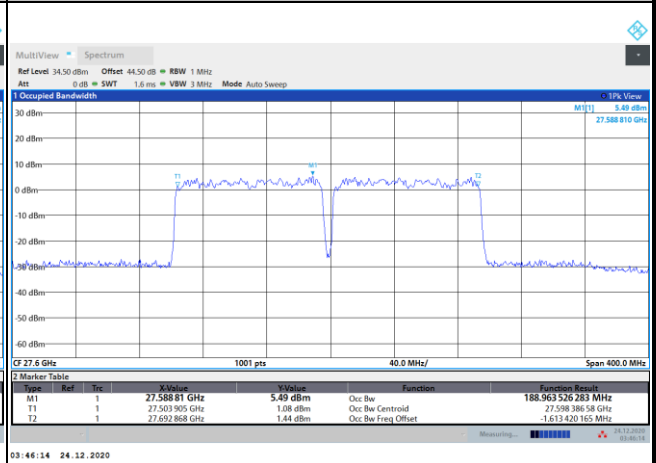 MultiView Spectrum
Ref Level 34.50 dBm Offset 44.50 dB RBW 1 MHz
Att 0 dB SWT 1.6 ms VBW 3 MHz Mode Auto Sweep
1 Occupied Bandwidth 1Pk View
M1[1] 5.49 dBm
27.588 810 GHz
30 dBm
20 dBm
10 dBm
0 dBm
-10 dBm
-20 dBm
-30 dBm
-40 dBm
-50 dBm
-60 dBm
T1 M1 T2
CF 27.6 GHz 1001 pts 40.0 MHz/ Span 400.0 MHz
2 Marker Table
Type Ref Trc X-Value Y-Value Function Function Result
M1 1 27.588 81 GHz 5.49 dBm Occ Bw 188.963 526 283 MHz
T1 1 27.503 905 GHz 1.08 dBm Occ Bw Centroid 27.598 386 58 GHz
T2 1 27.692 868 GHz 1.44 dBm Occ Bw Freq Offset -1.613 420 165 MHz
Measuring... 24.12.2020
03:46:14
03:46:14 24.12.2020